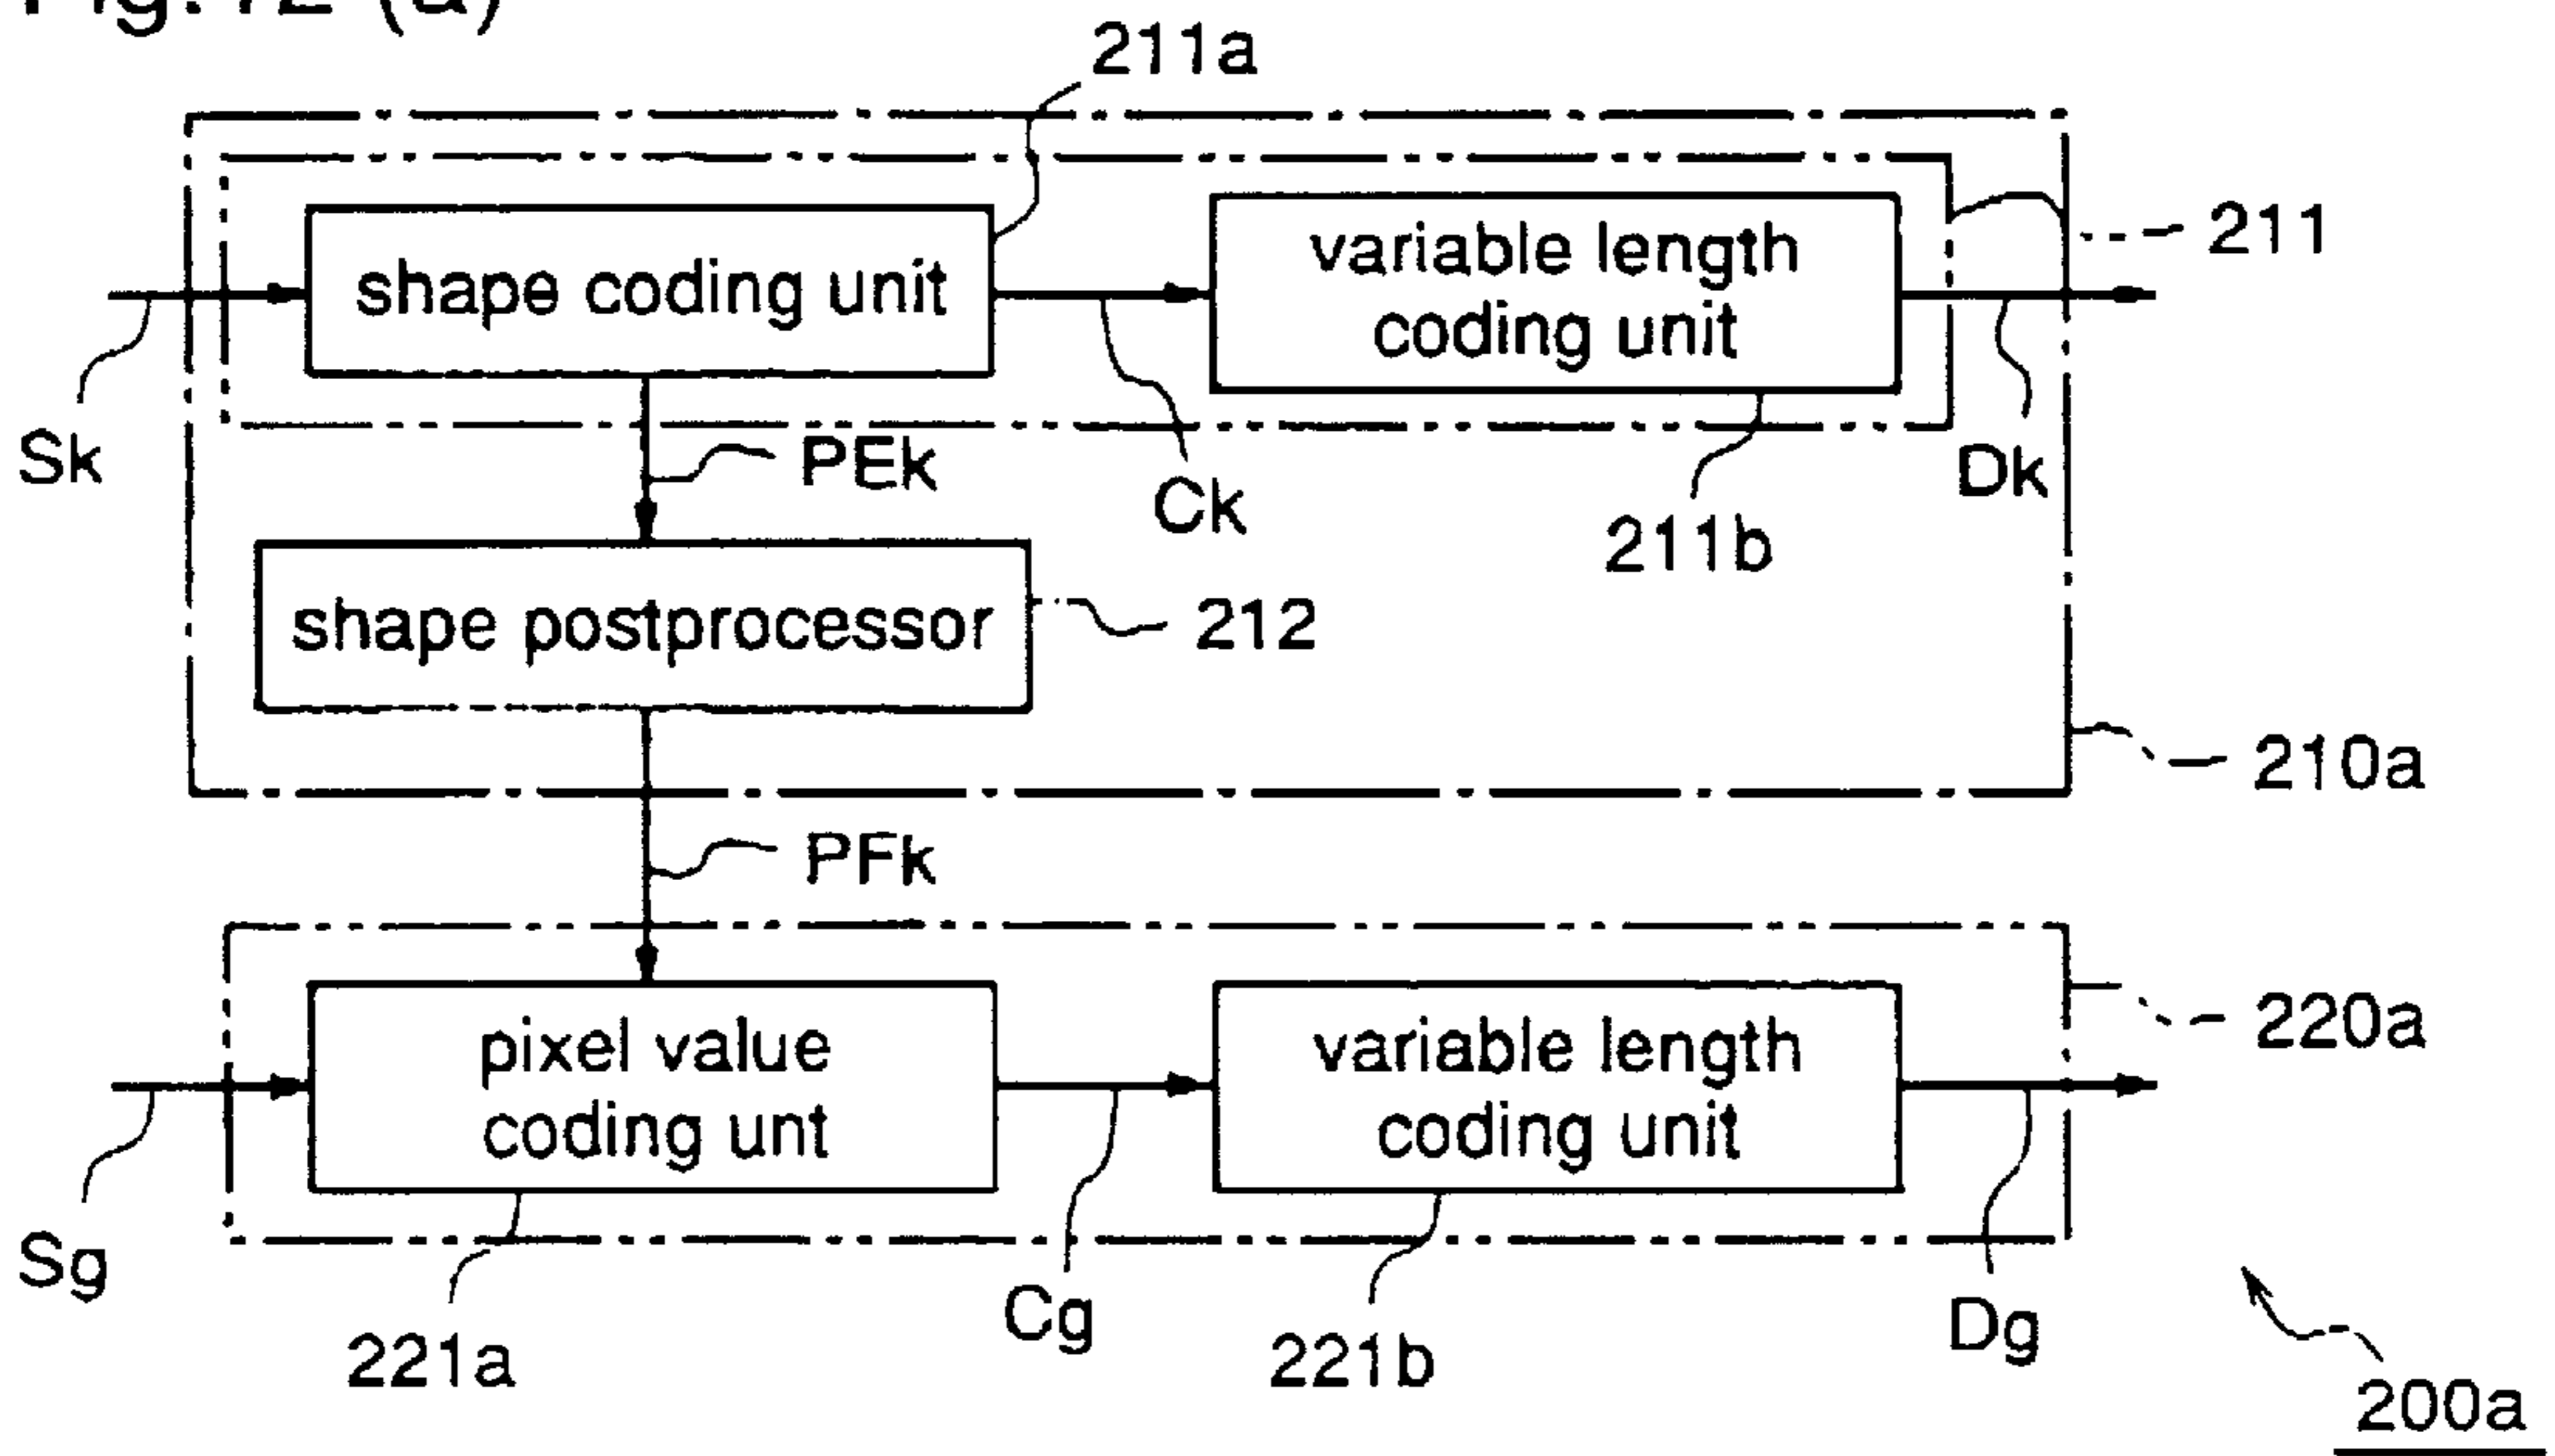 Fig.12 (a)
211a
shape coding unit
variable length
coding unit
211
Sk
PEk
Ck
211b
Dk
shape postprocessor
212
210a
PFk
pixel value
coding unt
variable length
coding unit
220a
Sg
221a
Cg
221b
Dg
200a